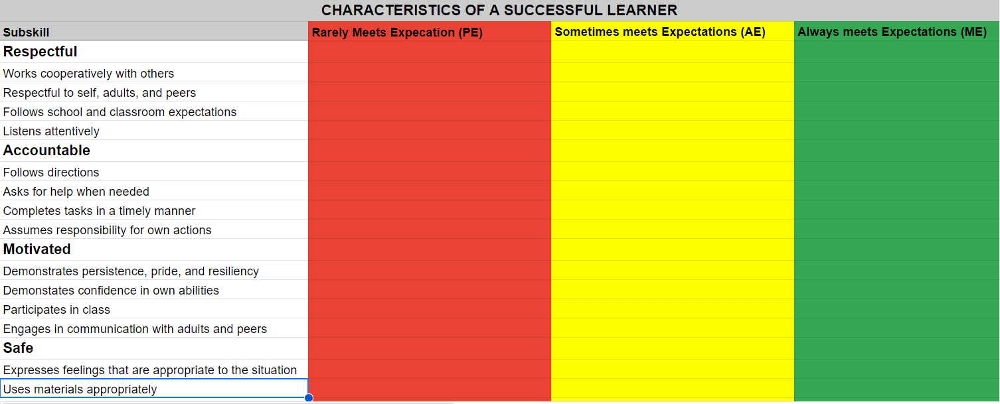 CHARACTERISTICS OF A SUCCESSFUL LEARNER
Subskill Rarely Meets Expecation (PE) Sometimes meets Expectations (AE) Always meets Expectations (ME)
Respectful
Works cooperatively with others
Respectful to self, adults, and peers
Follows school and classroom expectations
Listens attentively
Accountable
Follows directions
Asks for help when needed
Completes tasks in a timely manner
Assumes responsibility for own actions
Motivated
Demonstrates persistence, pride, and resiliency
Demonstates confidence in own abilities
Participates in class
Engages in communication with adults and peers
Safe
Expresses feelings that are appropriate to the situation
Uses materials appropriately